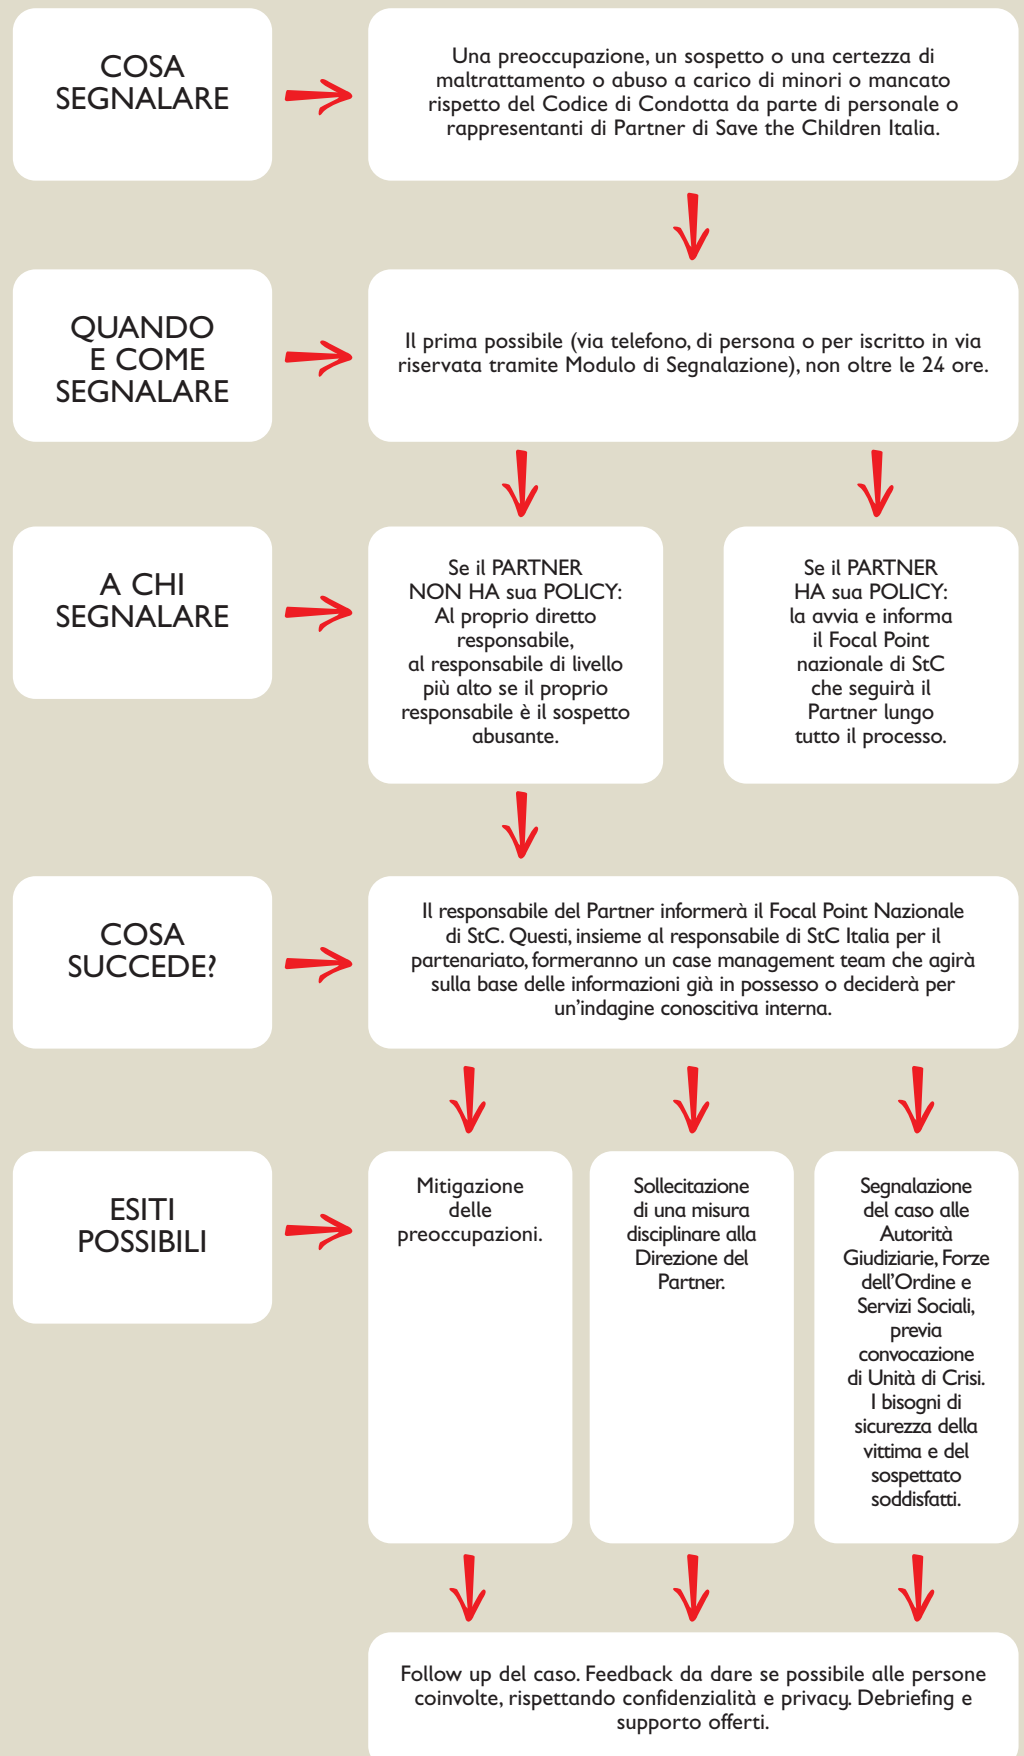 COSA
SEGNALARE
Una preoccupazione, un sospetto o una certezza di
maltrattamento o abuso a carico di minori o mancato
rispetto del Codice di Condotta da parte di personale o
rappresentanti di Partner di Save the Children Italia.
QUANDO
E COME
SEGNALARE
Il prima possibile (via telefono, di persona o per iscritto in via
riservata tramite Modulo di Segnalazione), non oltre le 24 ore.
A CHI
SEGNALARE
Se il PARTNER
NON HA sua POLICY:
Al proprio diretto
responsabile,
al responsabile di livello
più alto se il proprio
responsabile è il sospetto
abusante.
Se il PARTNER
HA sua POLICY:
la avvia e informa
il Focal Point
nazionale di StC
che seguirà il
Partner lungo
tutto il processo.
COSA
SUCCEDE?
Il responsabile del Partner informerà il Focal Point Nazionale
di StC. Questi, insieme al responsabile di StC Italia per il
partenariato, formeranno un case management team che agirà
sulla base delle informazioni già in possesso o deciderà per
un'indagine conoscitiva interna.
ESITI
POSSIBILI
Mitigazione
delle
preoccupazioni.
Sollecitazione
di una misura
disciplinare alla
Direzione del
Partner.
Segnalazione
del caso alle
Autorità
Giudiziarie, Forze
dell'Ordine e
Servizi Sociali,
previa
convocazione
di Unità di Crisi.
I bisogni di
sicurezza della
vittima e del
sospettato
soddisfatti.
Follow up del caso. Feedback da dare se possibile alle persone
coinvolte, rispettando confidenzialità e privacy. Debriefing e
supporto offerti.